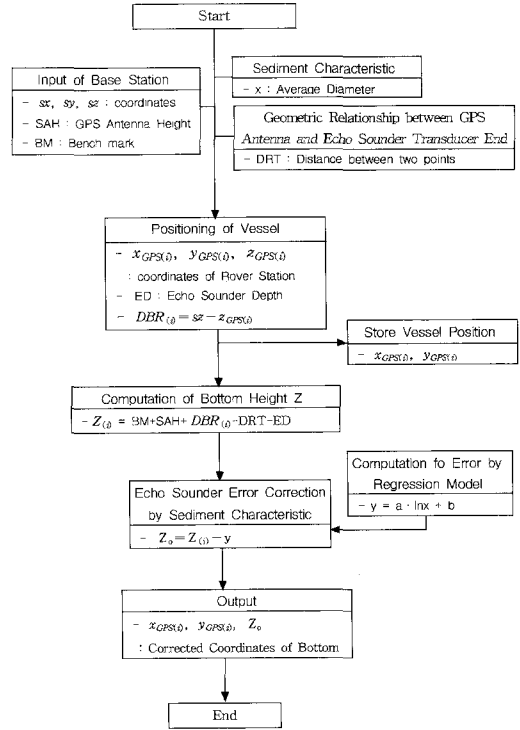 Start
Input of Base Station
- sx, sy, sz : coordinates
- SAH : GPS Antenna Height
- BM : Bench mark
Sediment Characteristic
- x : Average Diameter
Geometric Relationship between GPS
Antenna and Echo Sounder Transducer End
- DRT : Distance between two points
Positioning of Vessel
- x_GPS(i), y_GPS(i), z_GPS(i)
: coordinates of Rover Station
- ED : Echo Sounder Depth
- DBR_(i) = sz - z_GPS(i)
Store Vessel Position
- x_GPS(i), y_GPS(i)
Computation of Bottom Height Z
- Z_(i) = BM+SAH+ DBR_(i)-DRT-ED
Computation fo Error by
Regression Model
- y = a · lnx + b
Echo Sounder Error Correction
by Sediment Characteristic
- Z_o = Z_(i) - y
Output
- x_GPS(i), y_GPS(i), Z_o
: Corrected Coordinates of Bottom
End